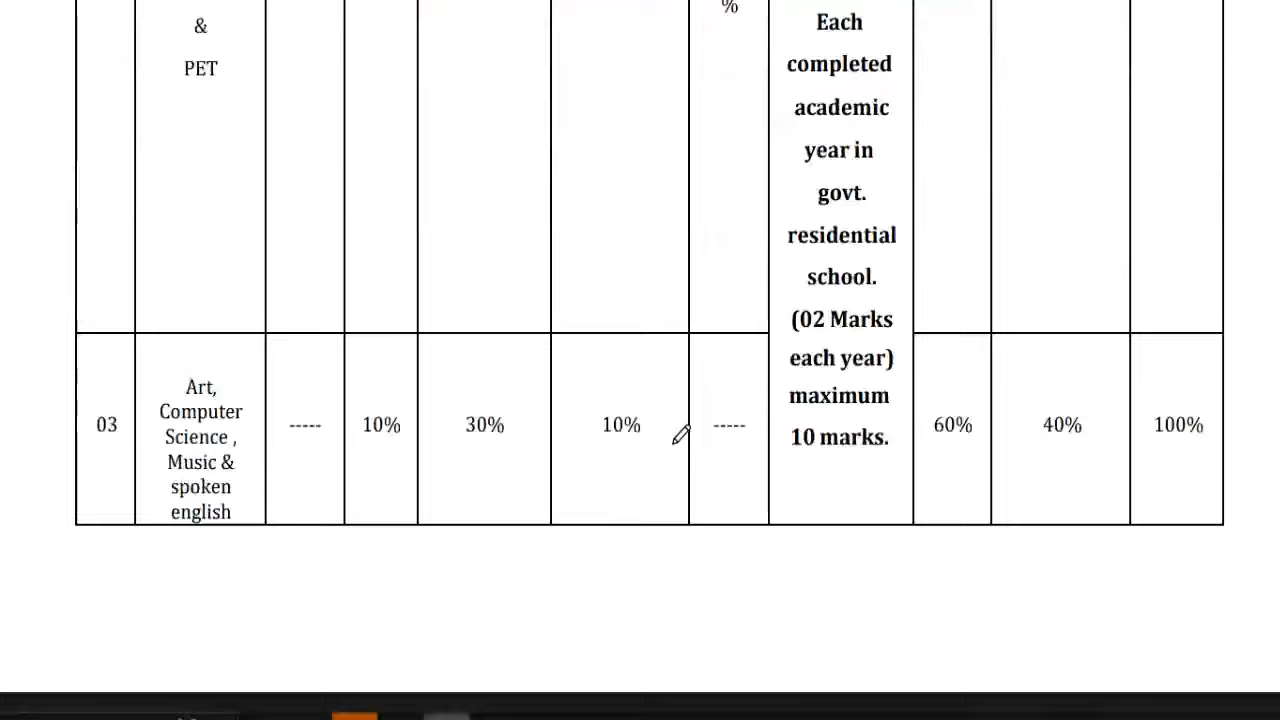 %
&
PET
Each
completed
academic
year in
govt.
residential
school.
(02 Marks
each year)
maximum
10 marks.
03
Art,
Computer
Science ,
Music &
spoken
english
-----
10%
30%
10%
-----
60%
40%
100%